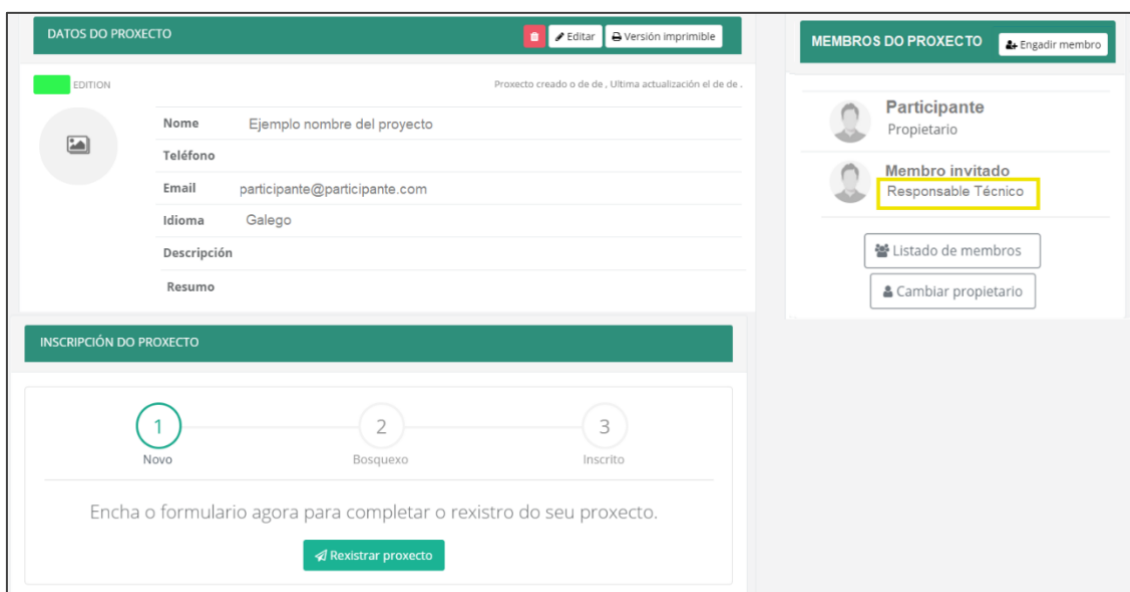 DATOS DO PROXECTO
Editar
Versión imprimible
EDITION
Proxecto creado o de de , Ultima actualización el de de .
Nome Ejemplo nombre del proyecto
Teléfono
Email participante@participante.com
Idioma Galego
Descripción
Resumo
INSCRIPCIÓN DO PROXECTO
1 2 3
Novo Bosquexo Inscrito
Encha o formulario agora para completar o rexistro do seu proxecto.
Rexistrar proxecto
MEMBROS DO PROXECTO
Engadir membro
Participante
Propietario
Membro invitado
Responsable Técnico
Listado de membros
Cambiar propietario